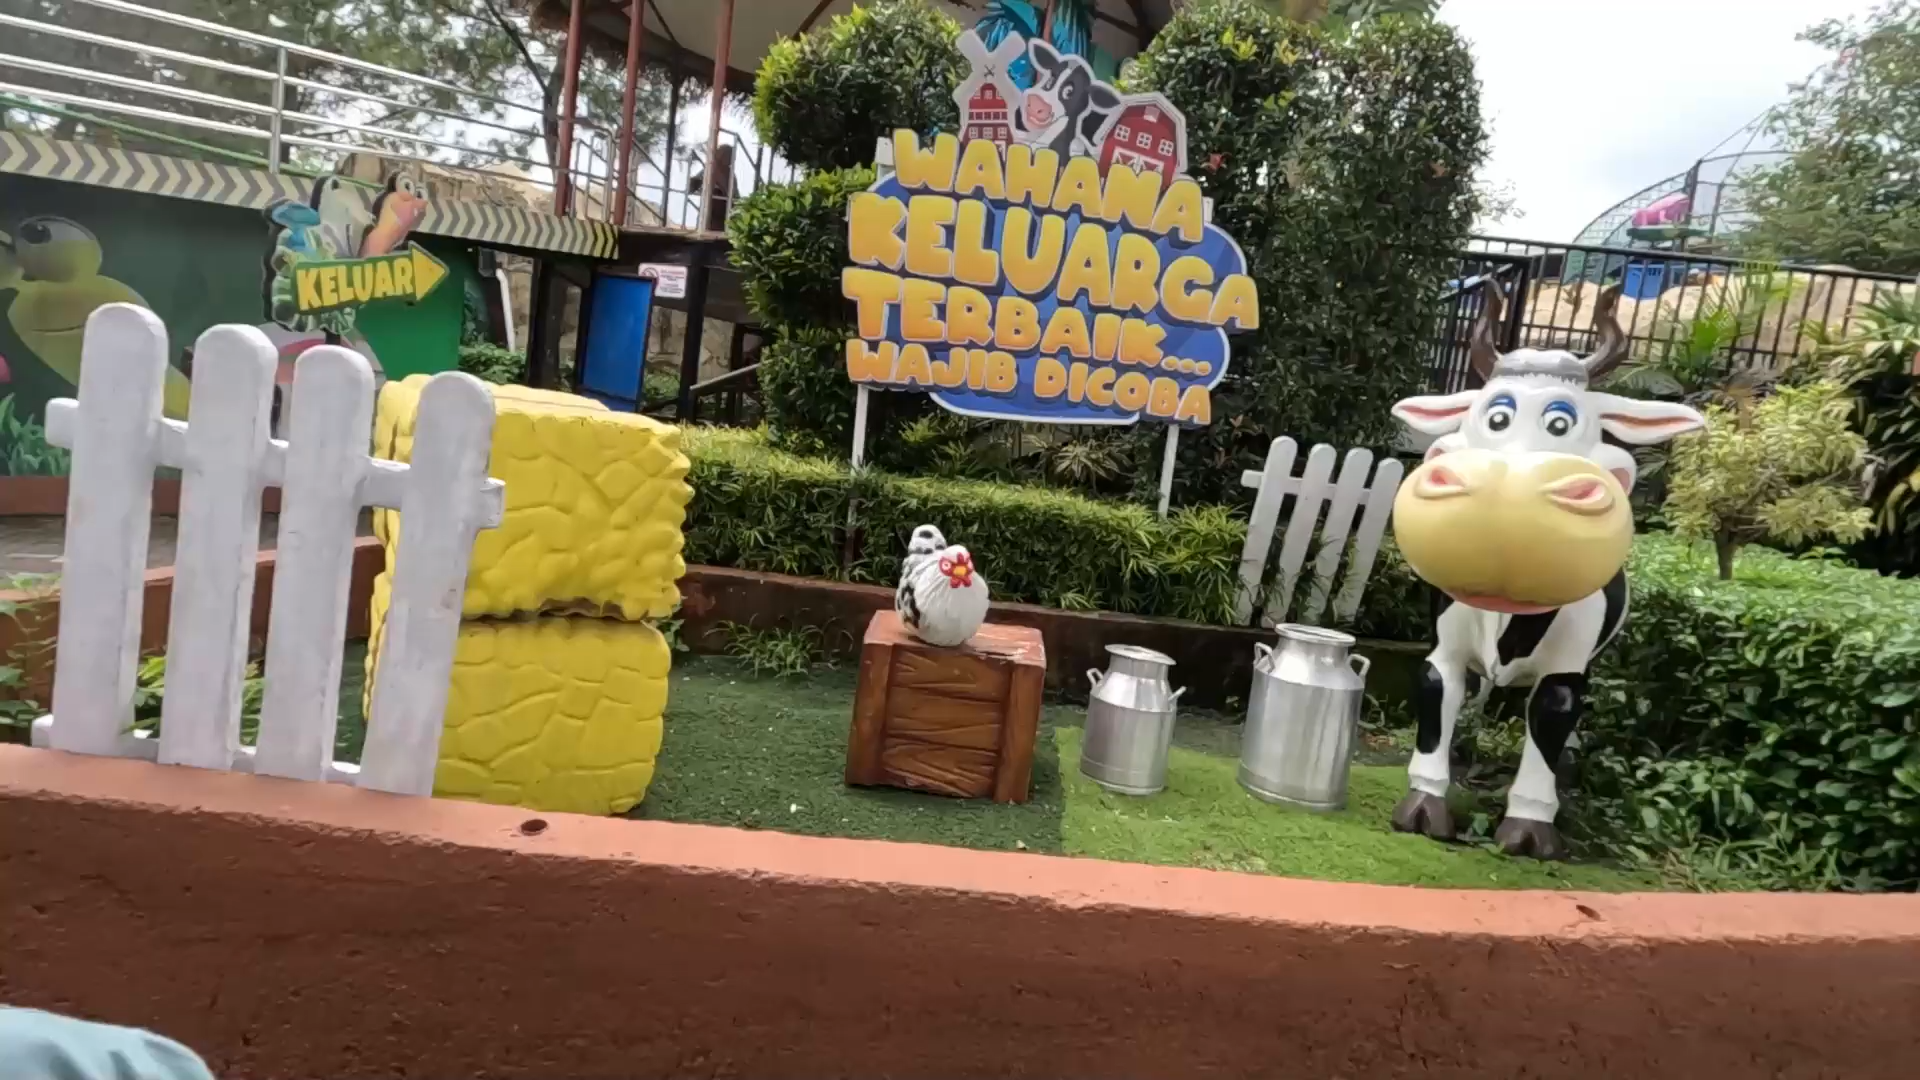 WAHANA
KELUARGA
TERBAIK...
WAJIB DICOBA
KELUAR